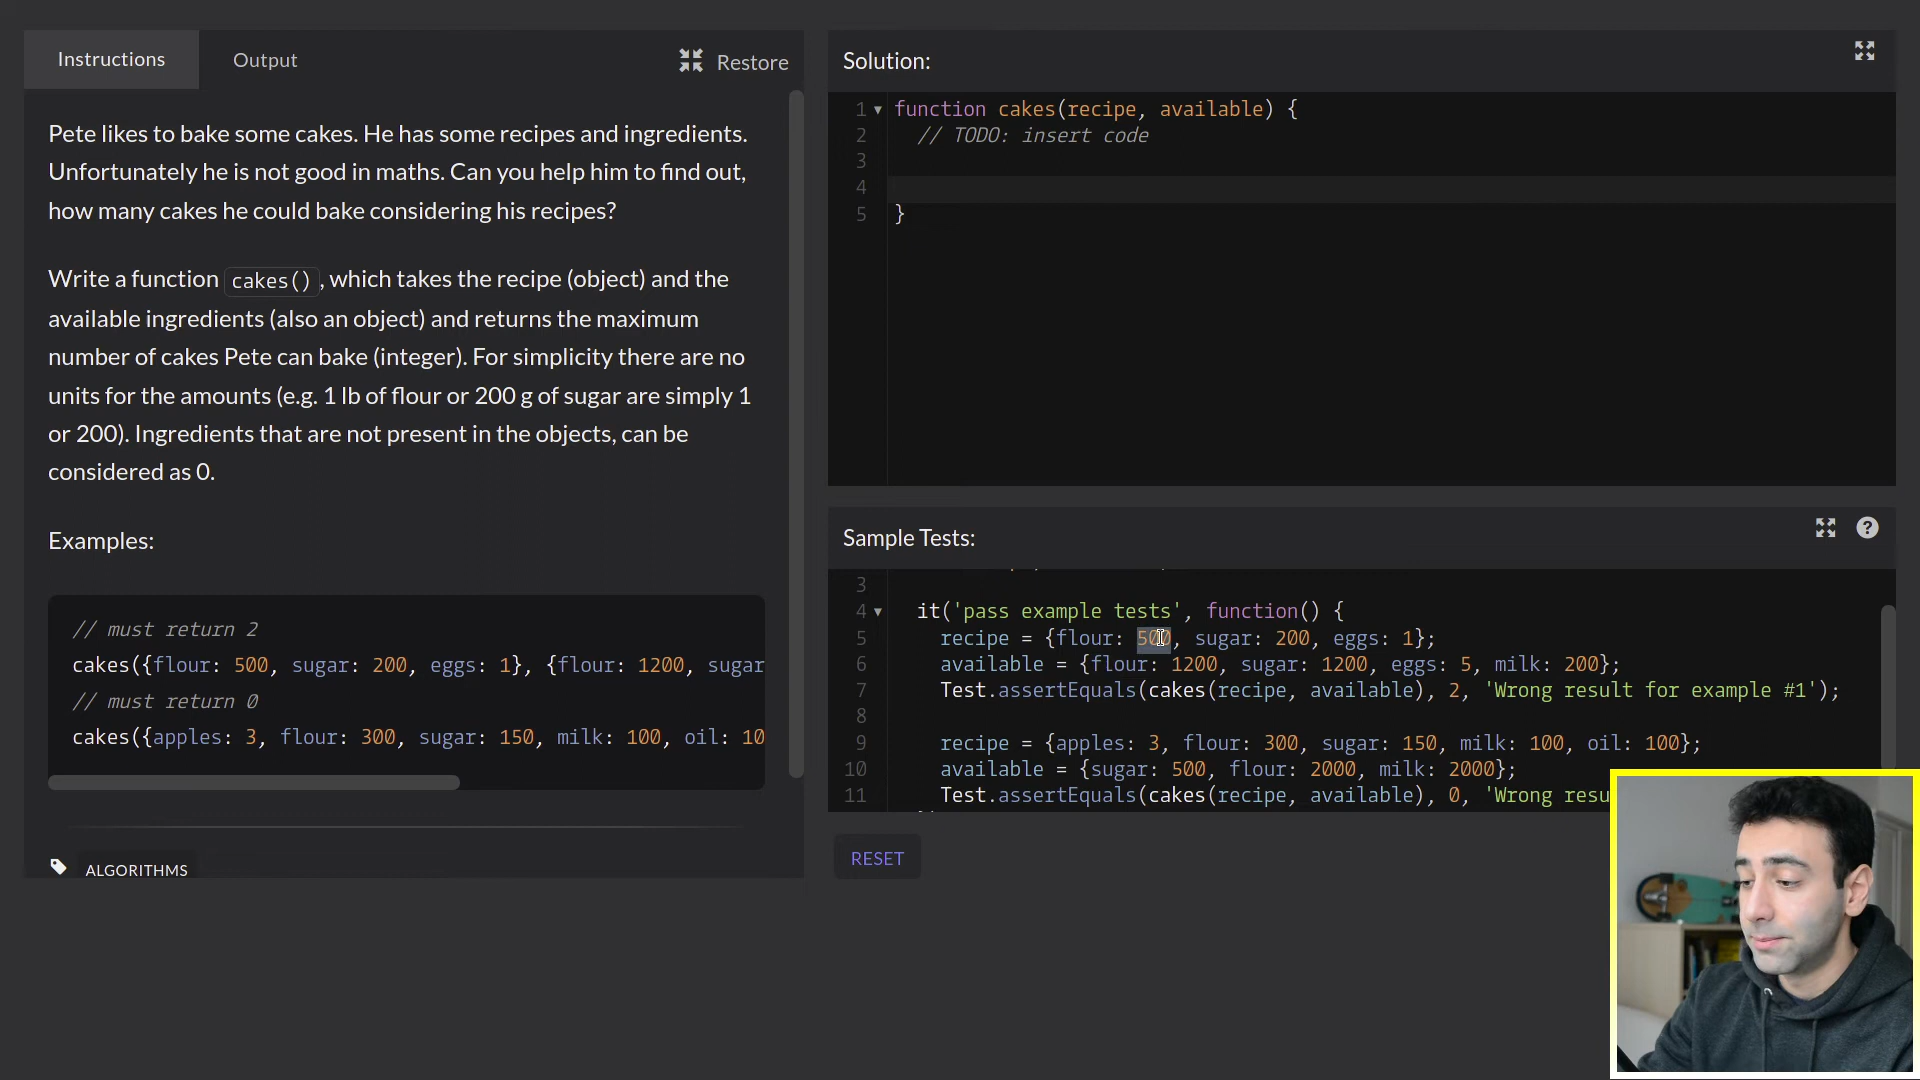 Instructions
Output
Restore
Pete likes to bake some cakes. He has some recipes and ingredients.
Unfortunately he is not good in maths. Can you help him to find out,
how many cakes he could bake considering his recipes?
Write a function cakes(), which takes the recipe (object) and the
available ingredients (also an object) and returns the maximum
number of cakes Pete can bake (integer). For simplicity there are no
units for the amounts (e.g. 1 lb of flour or 200 g of sugar are simply 1
or 200). Ingredients that are not present in the objects, can be
considered as 0.
Examples:
// must return 2
cakes({flour: 500, sugar: 200, eggs: 1}, {flour: 1200, sugar
// must return 0
cakes({apples: 3, flour: 300, sugar: 150, milk: 100, oil: 10
ALGORITHMS
Solution:
1 function cakes(recipe, available) {
2 // TODO: insert code
3
4
5 }
Sample Tests:
?
3
4 it('pass example tests', function() {
5 recipe = {flour: 500, sugar: 200, eggs: 1};
6 available = {flour: 1200, sugar: 1200, eggs: 5, milk: 200};
7 Test.assertEquals(cakes(recipe, available), 2, 'Wrong result for example #1');
8
9 recipe = {apples: 3, flour: 300, sugar: 150, milk: 100, oil: 100};
10 available = {sugar: 500, flour: 2000, milk: 2000};
11 Test.assertEquals(cakes(recipe, available), 0, 'Wrong resu
RESET